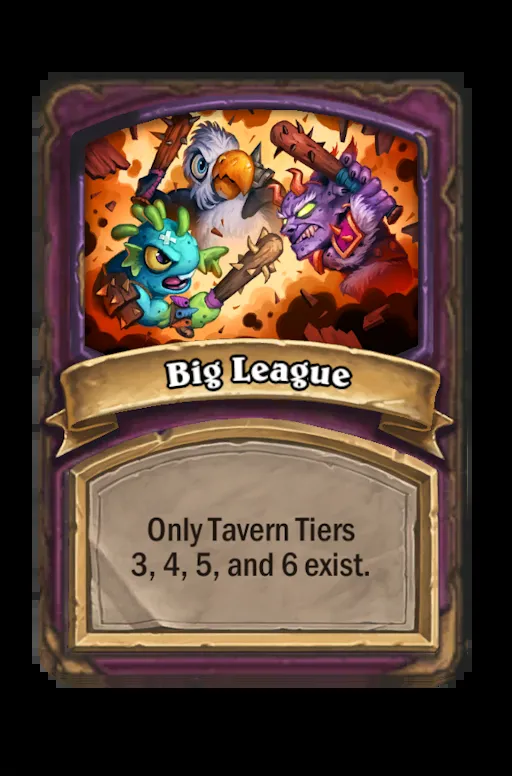 Big League
Only Tavern Tiers
3, 4, 5, and 6 exist.